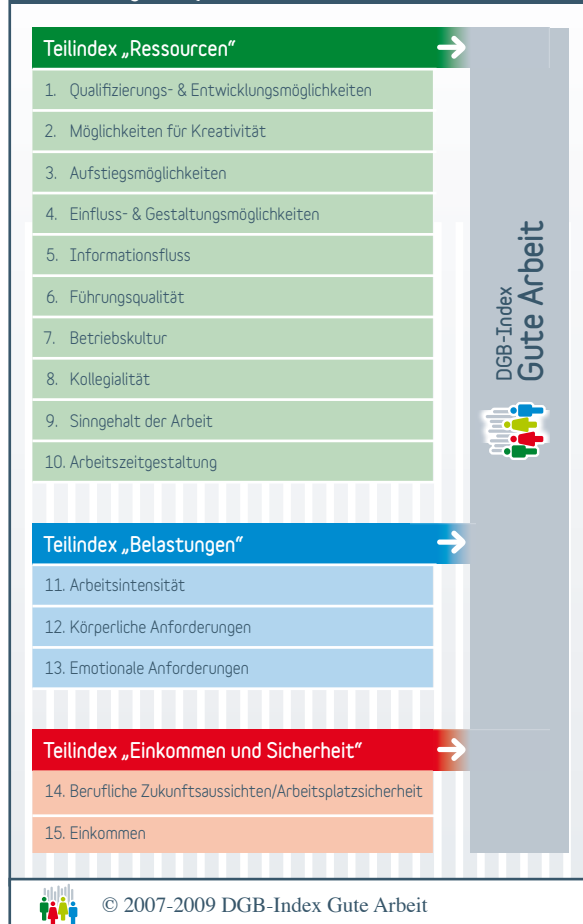 Teilindex „Ressourcen“
1. Qualifizierungs- & Entwicklungsmöglichkeiten
2. Möglichkeiten für Kreativität
3. Aufstiegsmöglichkeiten
4. Einfluss- & Gestaltungsmöglichkeiten
5. Informationsfluss
6. Führungsqualität
7. Betriebskultur
8. Kollegialität
9. Sinngehalt der Arbeit
10. Arbeitszeitgestaltung
Teilindex „Belastungen“
11. Arbeitsintensität
12. Körperliche Anforderungen
13. Emotionale Anforderungen
Teilindex „Einkommen und Sicherheit“
14. Berufliche Zukunftsaussichten/Arbeitsplatzsicherheit
15. Einkommen
DGB-Index
Gute Arbeit
© 2007-2009 DGB-Index Gute Arbeit